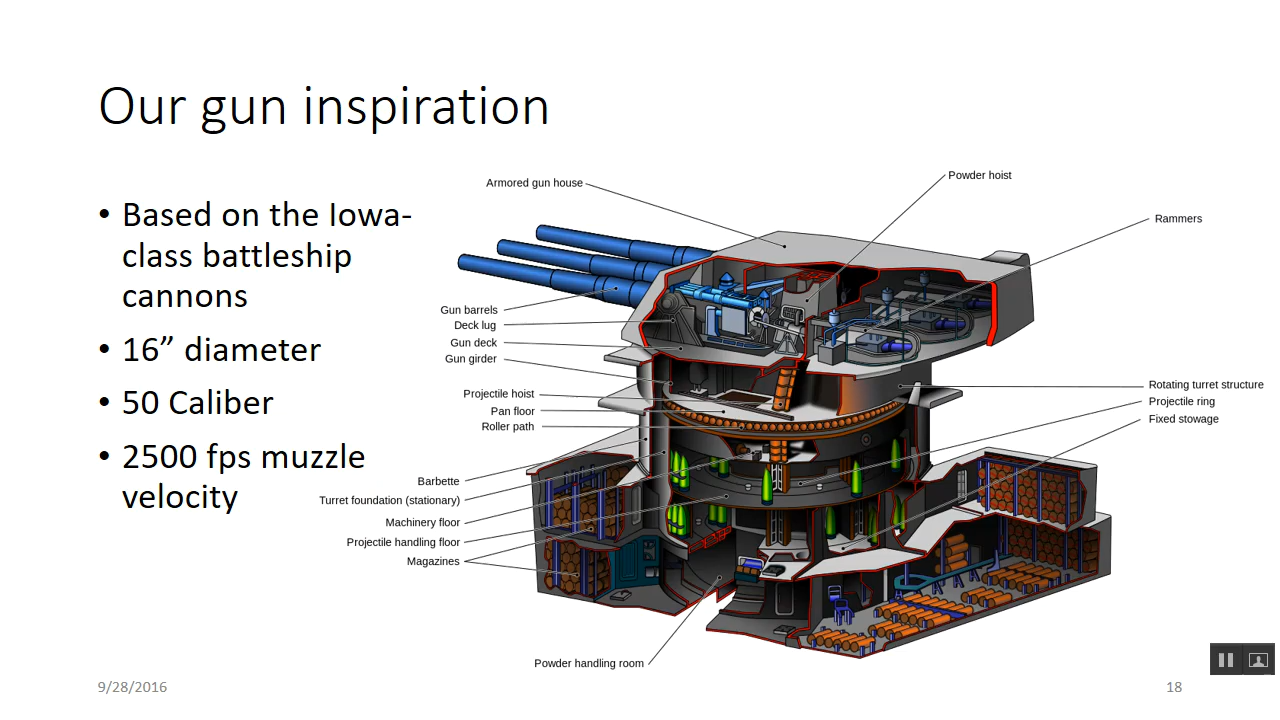 Our gun inspiration
• Based on the Iowa-
class battleship
cannons
• 16” diameter
• 50 Caliber
• 2500 fps muzzle
velocity
Armored gun house
Powder hoist
Rammers
Gun barrels
Deck lug
Gun deck
Gun girder
Projectile hoist
Pan floor
Roller path
Rotating turret structure
Projectile ring
Fixed stowage
Barbette
Turret foundation (stationary)
Machinery floor
Projectile handling floor
Magazines
Powder handling room
9/28/2016
18